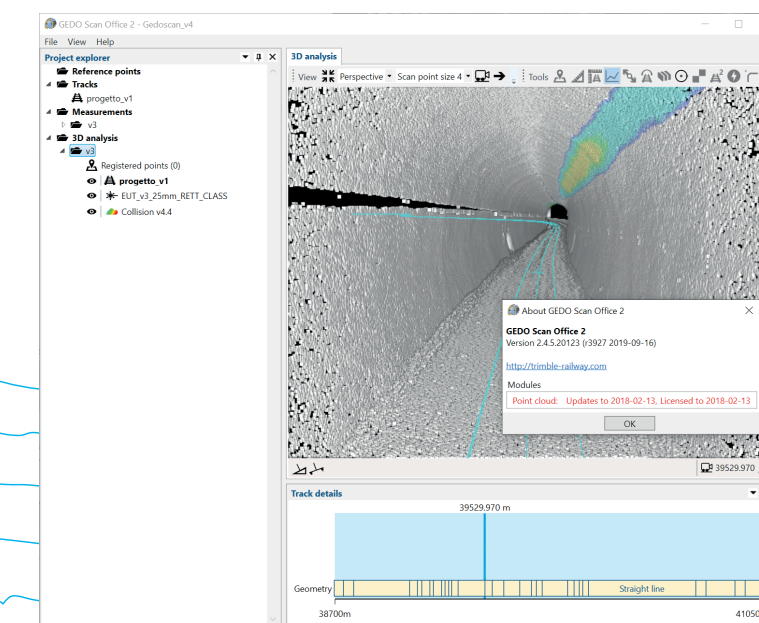 GEDO Scan Office 2 - Gedoscan_v4
File View Help
Project explorer
Reference points
Tracks
progetto_v1
Measurements
v3
3D analysis
v3
Registered points (0)
progetto_v1
EUT_v3_25mm_RETT_CLASS
Collision v4.4
3D analysis
View Perspective Scan point size 4 Tools
About GEDO Scan Office 2
GEDO Scan Office 2
Version 2.4.5.20123 (r3927 2019-09-16)
http://trimble-railway.com
Modules
Point cloud: Updates to 2018-02-13, Licensed to 2018-02-13
OK
39529.970
Track details
39529.970 m
Geometry Straight line
38700m 41050